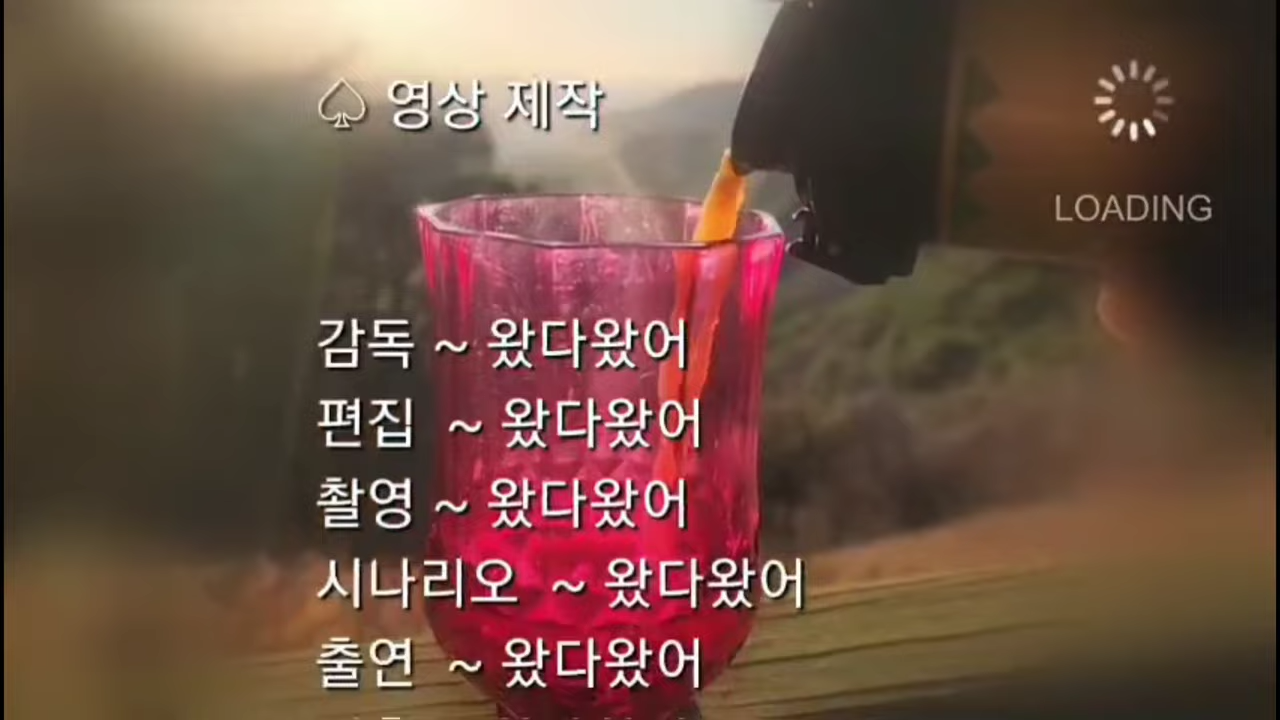 ♤ 영상 제작
LOADING
감독 ~ 왔다왔어
편집 ~ 왔다왔어
촬영 ~ 왔다왔어
시나리오 ~ 왔다왔어
출연 ~ 왔다왔어